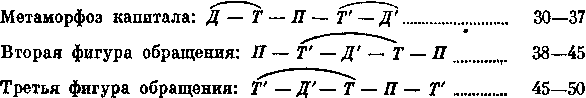 Метаморфоз капитала: Д — Т — П — Т' — Д' ........................ 30—37
Вторая фигура обращения: П — Т' — Д' — Т — П ............ 38—45
Третья фигура обращения: Т' — Д' — Т — П — Т' ............ 45—50